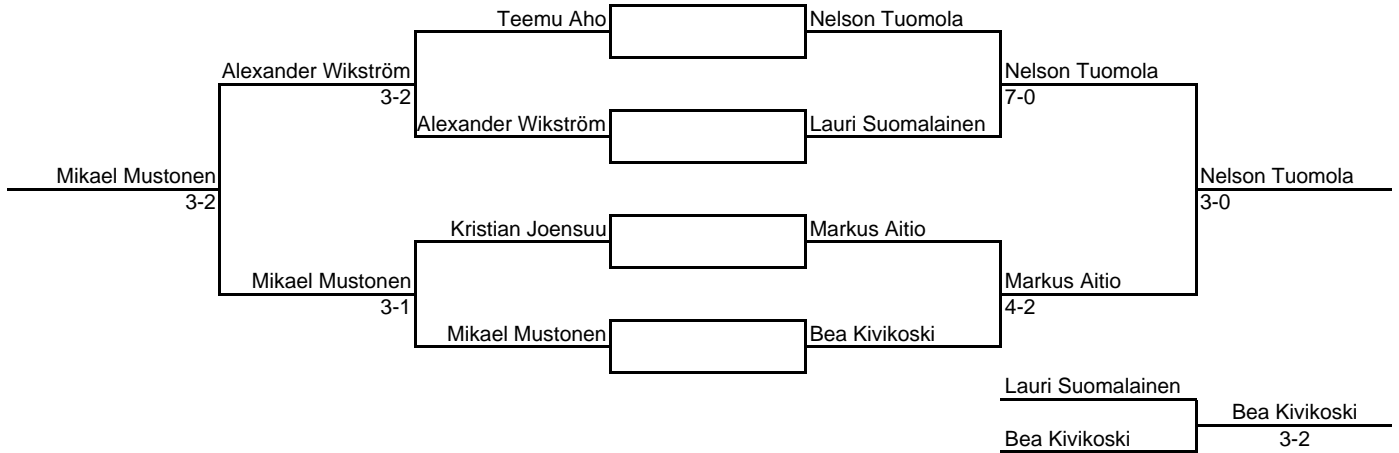 Teemu Aho
Nelson Tuomola
Alexander Wikström
3-2
Nelson Tuomola
7-0
Alexander Wikström
Lauri Suomalainen
Mikael Mustonen
3-2
Nelson Tuomola
3-0
Kristian Joensuu
Markus Aitio
Mikael Mustonen
3-1
Markus Aitio
4-2
Mikael Mustonen
Bea Kivikoski
Lauri Suomalainen
Bea Kivikoski
3-2
Bea Kivikoski